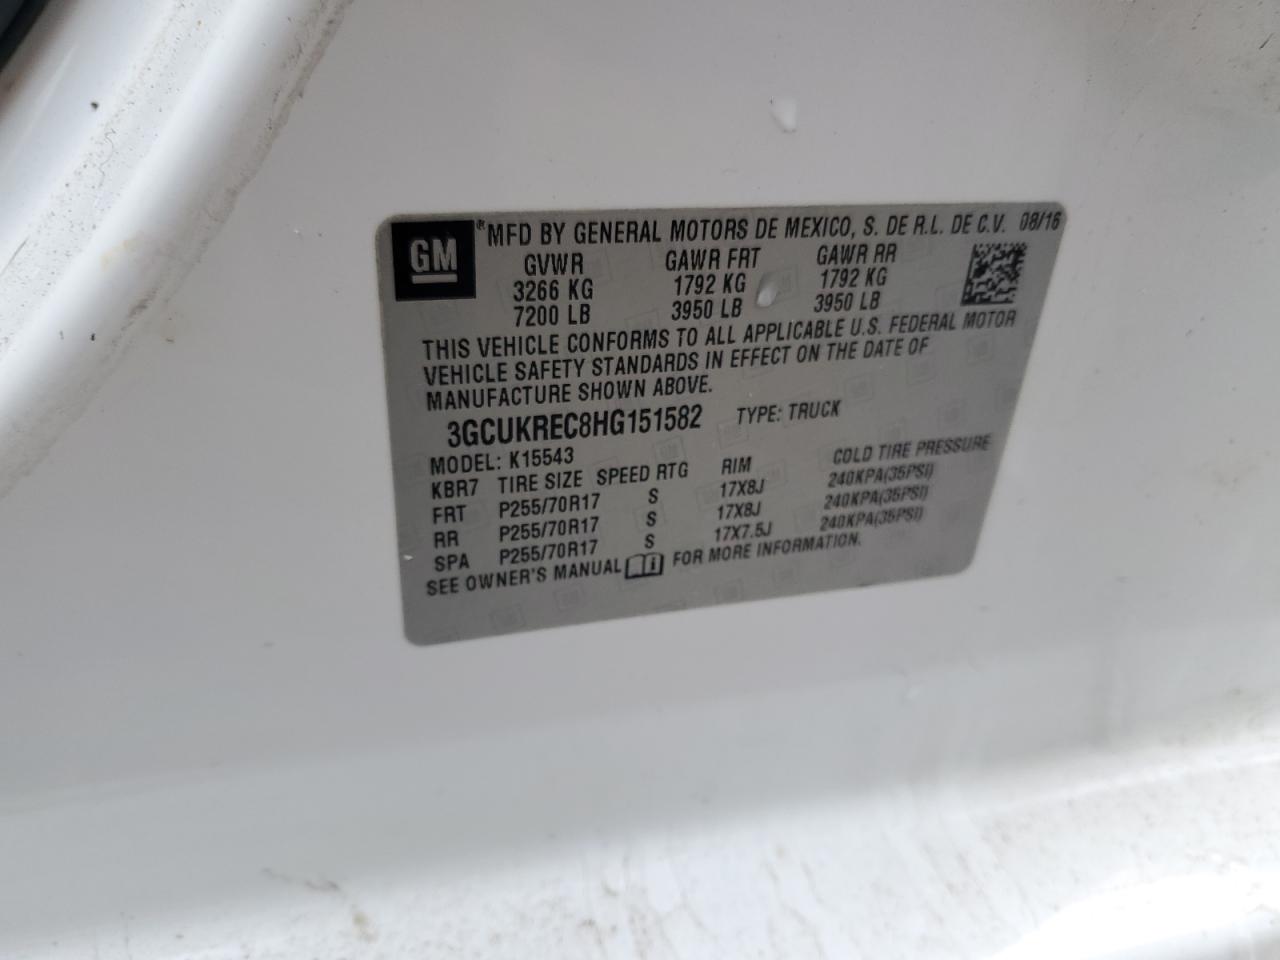 GM ® MFD BY GENERAL MOTORS DE MEXICO, S. DE R.L. DE C.V. 08/16
GVWR GAWR FRT GAWR RR
3266 KG 1792 KG 1792 KG
7200 LB 3950 LB 3950 LB
THIS VEHICLE CONFORMS TO ALL APPLICABLE U.S. FEDERAL MOTOR
VEHICLE SAFETY STANDARDS IN EFFECT ON THE DATE OF
MANUFACTURE SHOWN ABOVE.
3GCUKREC8HG151582 TYPE: TRUCK
MODEL: K15543
KBR7 TIRE SIZE SPEED RTG RIM COLD TIRE PRESSURE
FRT P255/70R17 S 17X8J 240KPA(35PSI)
RR P255/70R17 S 17X8J 240KPA(35PSI)
SPA P255/70R17 S 17X7.5J 240KPA(35PSI)
SEE OWNER'S MANUAL i FOR MORE INFORMATION.